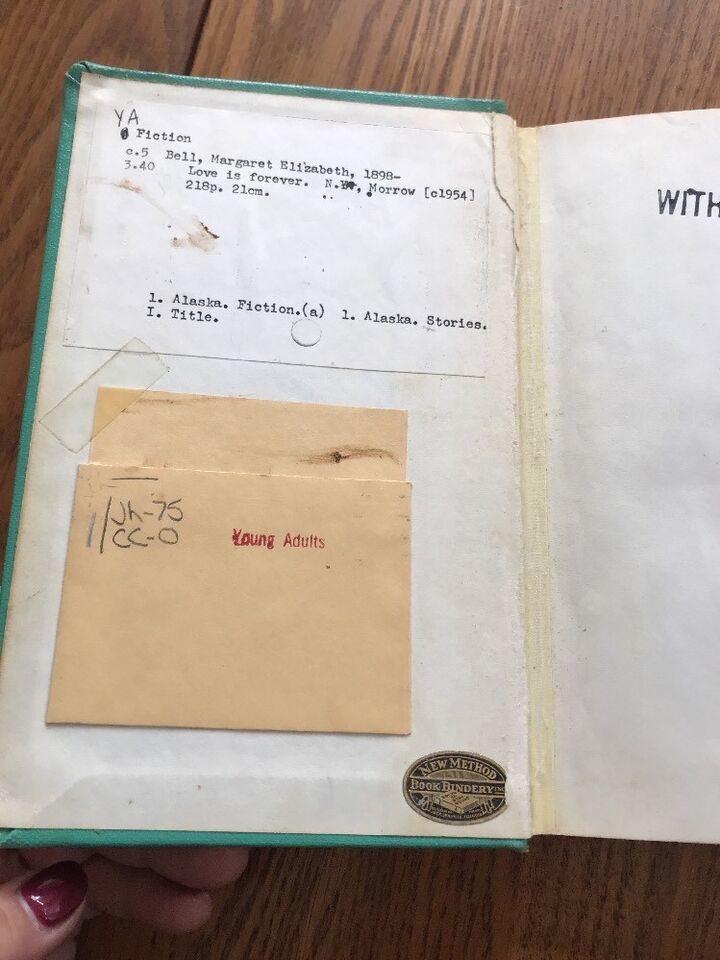 YA
Fiction
c.5 Bell, Margaret Elizabeth, 1898-
3.40 Love is forever. N.Y., Morrow [c1954]
218p. 21cm.
1. Alaska. Fiction.(a) 1. Alaska. Stories.
I. Title.
JK-75
CC-0
Young Adults
NEW METHOD
BOOK BINDERY INC
WITH